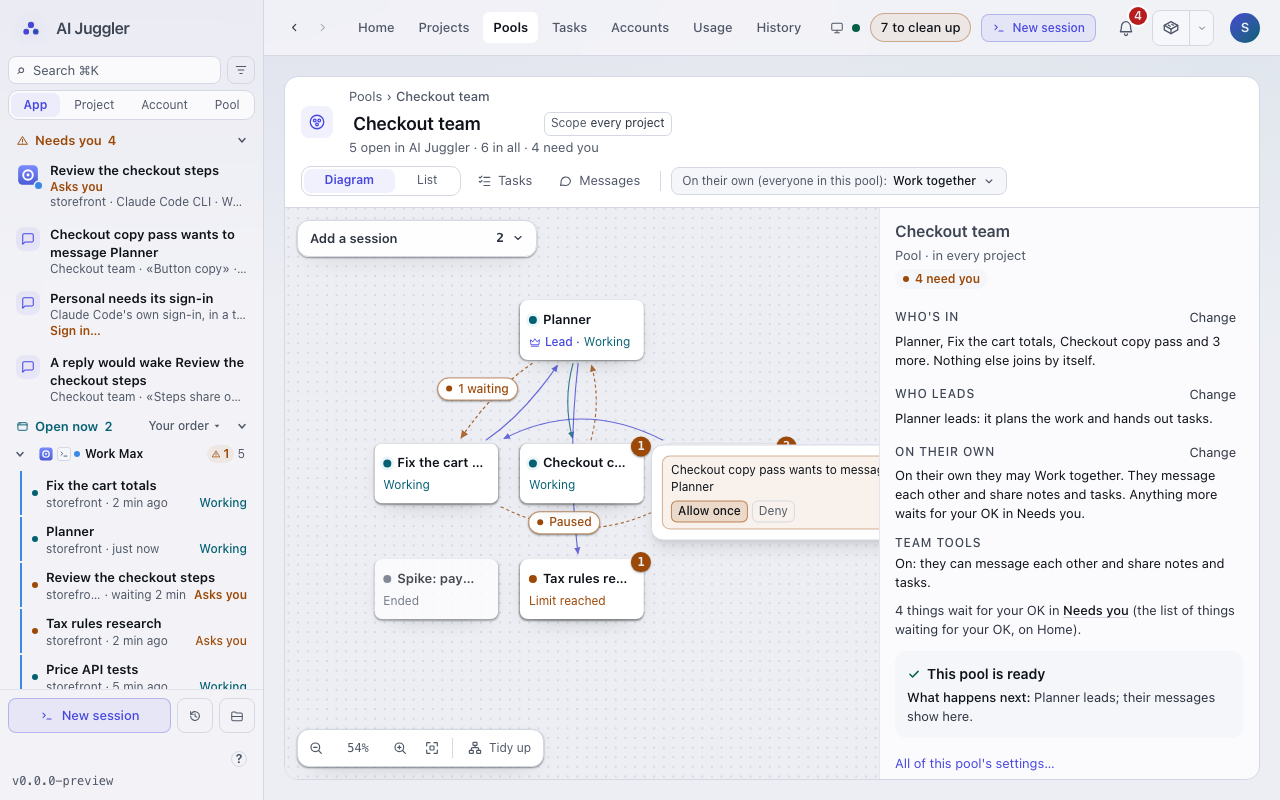 AI Juggler
Search ⌘K
App Project Account Pool
Needs you 4
Review the checkout steps
Asks you
storefront · Claude Code CLI · W...
Checkout copy pass wants to
message Planner
Checkout team · «Button copy» ·...
Personal needs its sign-in
Claude Code's own sign-in, in a t...
Sign in...
A reply would wake Review the
checkout steps
Checkout team · «Steps share o...
Open now 2 Your order
Work Max 1 5
Fix the cart totals
storefront · 2 min ago Working
Planner
storefront · just now Working
Review the checkout steps
storefro... · waiting 2 min Asks you
Tax rules research
storefront · 2 min ago Asks you
Price API tests
storefront · 5 min ago Working
New session
?
v0.0.0-preview
Home Projects Pools Tasks Accounts Usage History
7 to clean up
New session
4
S
Pools › Checkout team
Checkout team
Scope every project
5 open in AI Juggler · 6 in all · 4 need you
Diagram List Tasks Messages
On their own (everyone in this pool): Work together
Add a session 2
Planner
Lead · Working
1 waiting
Fix the cart ...
Working
1
Checkout c...
Working
Checkout copy pass wants to messag
Planner
Allow once Deny
Paused
Spike: pay...
Ended
1
Tax rules re...
Limit reached
54%
Tidy up
Checkout team
Pool · in every project
4 need you
WHO'S IN Change
Planner, Fix the cart totals, Checkout copy pass and 3
more. Nothing else joins by itself.
WHO LEADS Change
Planner leads: it plans the work and hands out tasks.
ON THEIR OWN Change
On their own they may Work together. They message
each other and share notes and tasks. Anything more
waits for your OK in Needs you.
TEAM TOOLS
On: they can message each other and share notes and
tasks.
4 things wait for your OK in Needs you (the list of things
waiting for your OK, on Home).
This pool is ready
What happens next: Planner leads; their messages
show here.
All of this pool's settings...